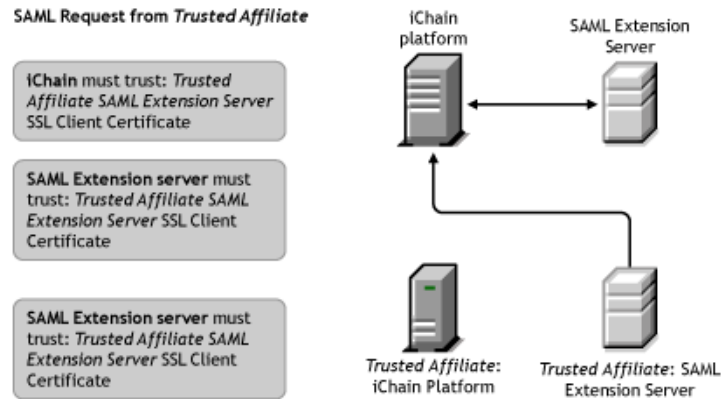 SAML Request from Trusted Affiliate
iChain must trust: Trusted
Affiliate SAML Extension Server
SSL Client Certificate
SAML Extension server must
trust: Trusted Affiliate SAML
Extension Server SSL Client
Certificate
SAML Extension server must
trust: Trusted Affiliate SAML
Extension Server SSL Client
Certificate
iChain
platform
SAML Extension
Server
Trusted Affiliate:
iChain Platform
Trusted Affiliate: SAML
Extension Server